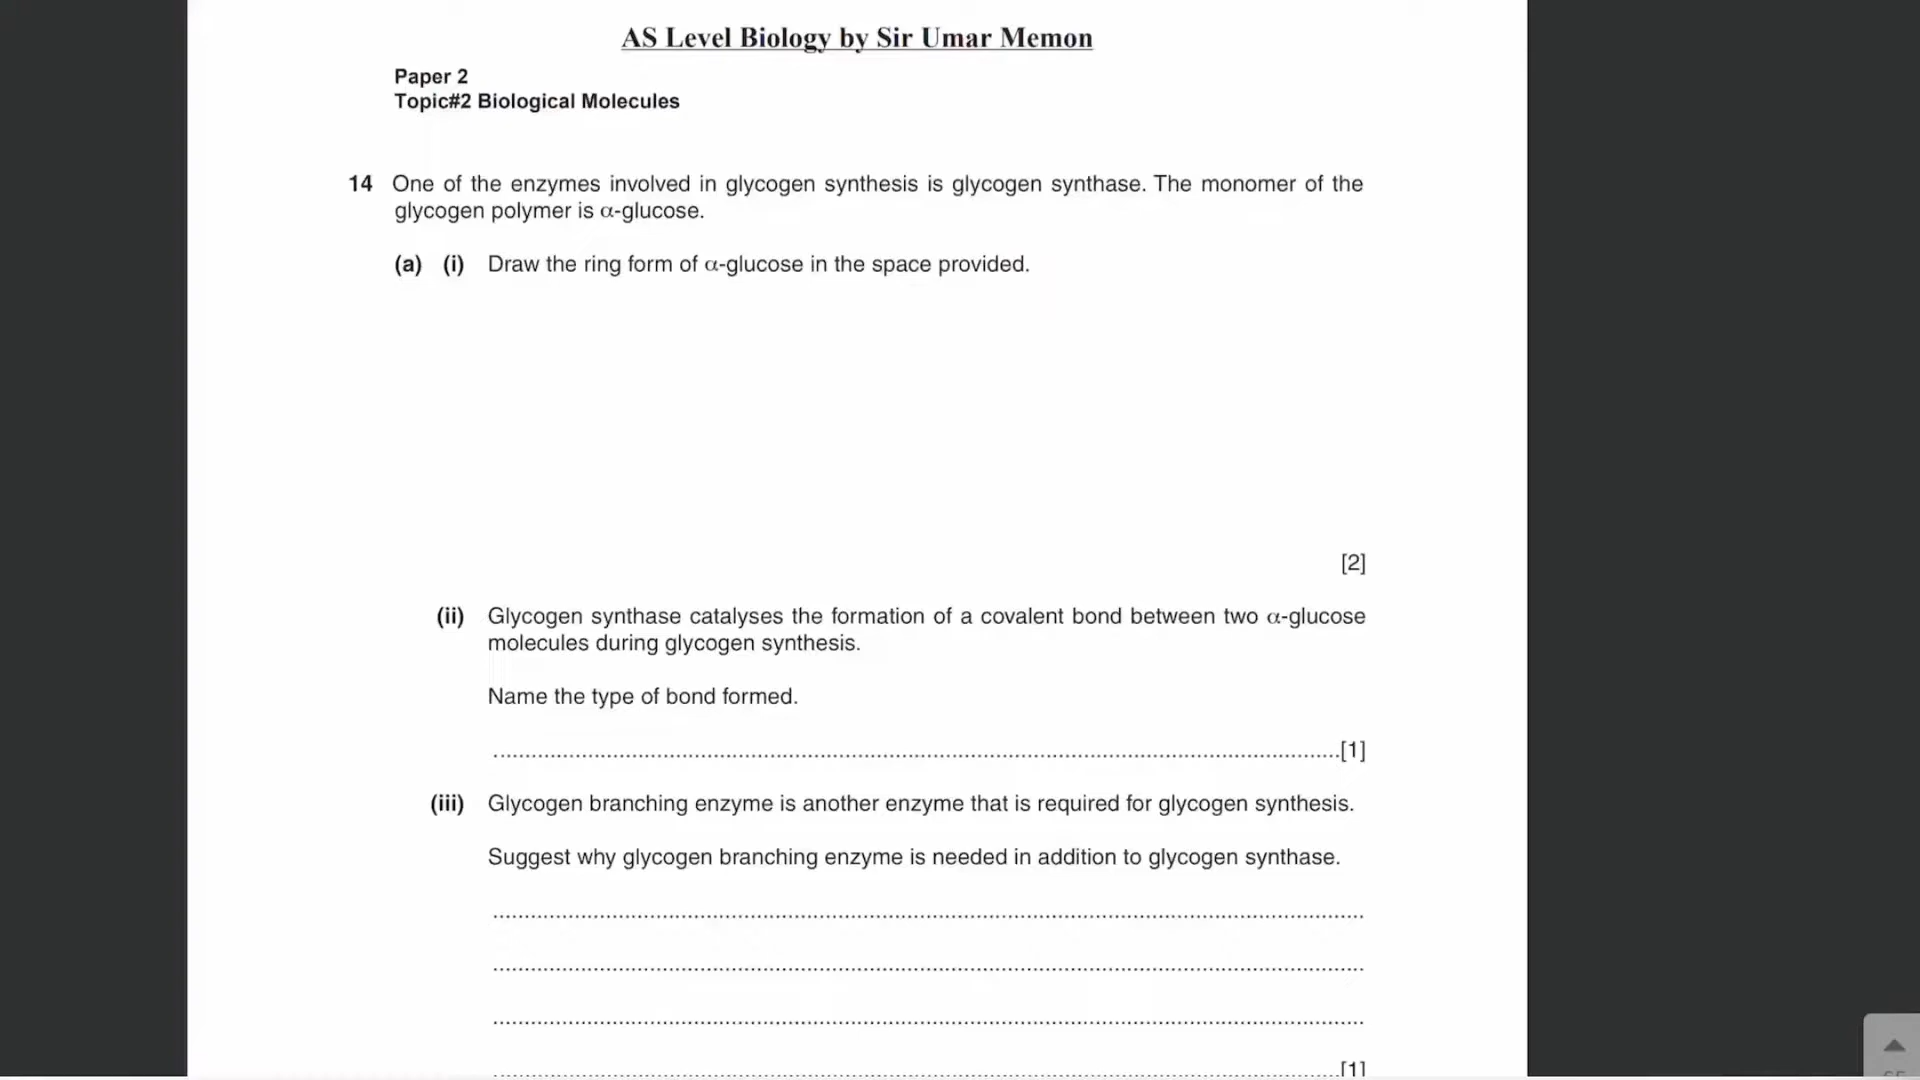 AS Level Biology by Sir Umar Memon
Paper 2
Topic#2 Biological Molecules
14 One of the enzymes involved in glycogen synthesis is glycogen synthase. The monomer of the
glycogen polymer is α-glucose.
(a) (i) Draw the ring form of α-glucose in the space provided.
[2]
(ii) Glycogen synthase catalyses the formation of a covalent bond between two α-glucose
molecules during glycogen synthesis.
Name the type of bond formed.
[1]
(iii) Glycogen branching enzyme is another enzyme that is required for glycogen synthesis.
Suggest why glycogen branching enzyme is needed in addition to glycogen synthase.
[1]